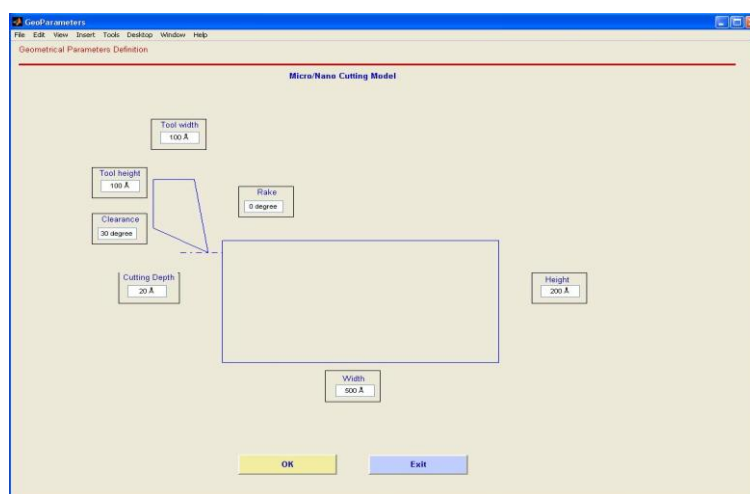 GeoParameters
File Edit View Insert Tools Desktop Window Help
Geometrical Parameters Definition
Micro/Nano Cutting Model
Tool width
100 Å
Tool height
100 Å
Rake
0 degree
Clearance
30 degree
Cutting Depth
20 Å
Height
200 Å
Width
500 Å
OK Exit